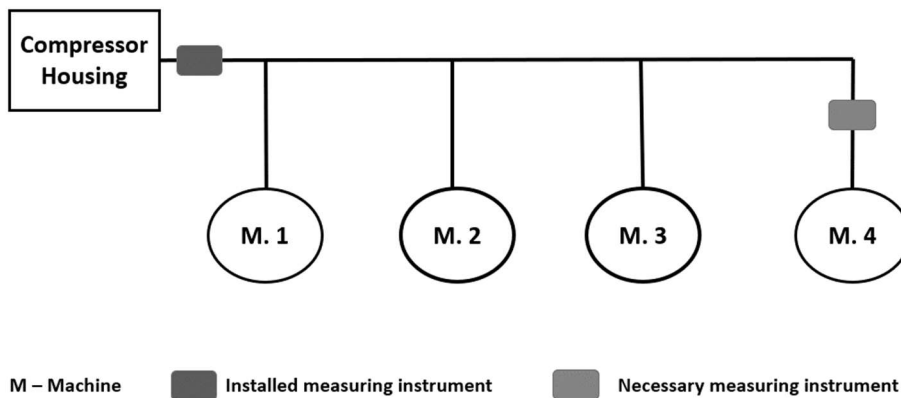 Compressor
Housing
M. 1
M. 2
M. 3
M. 4
M – Machine
Installed measuring instrument
Necessary measuring instrument